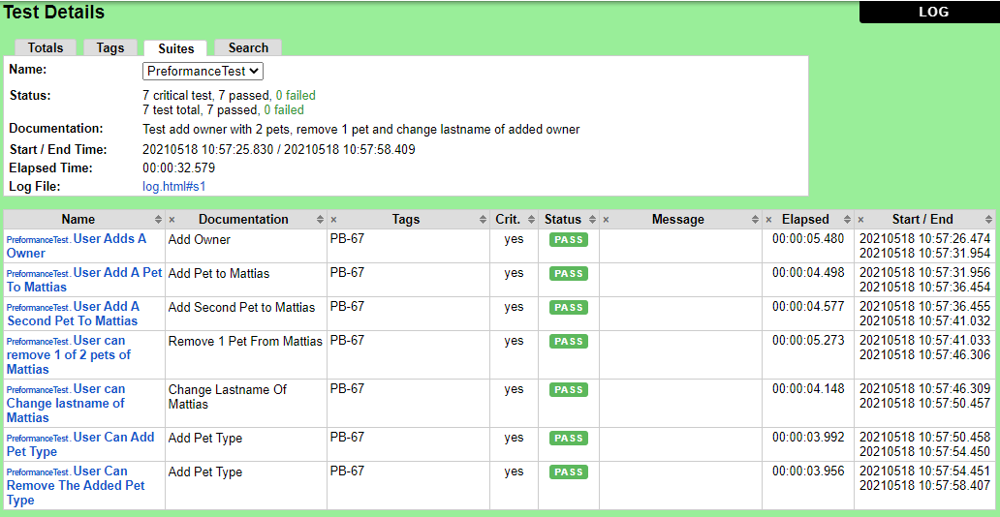 Test Details
LOG
Totals Tags Suites Search
Name: PreformanceTest
Status: 7 critical test, 7 passed, 0 failed
7 test total, 7 passed, 0 failed
Documentation: Test add owner with 2 pets, remove 1 pet and change lastname of added owner
Start / End Time: 20210518 10:57:25.830 / 20210518 10:57:58.409
Elapsed Time: 00:00:32.579
Log File: log.html#s1
Name × Documentation × Tags Crit. Status × Message × Elapsed × Start / End
PreformanceTest. User Adds A Add Owner PB-67 yes PASS 00:00:05.480 20210518 10:57:26.474
Owner 20210518 10:57:31.954
PreformanceTest. User Add A Pet Add Pet to Mattias PB-67 yes PASS 00:00:04.498 20210518 10:57:31.956
To Mattias 20210518 10:57:36.454
PreformanceTest. User Add A Add Second Pet to Mattias PB-67 yes PASS 00:00:04.577 20210518 10:57:36.455
Second Pet To Mattias 20210518 10:57:41.032
PreformanceTest. User can Remove 1 Pet From Mattias PB-67 yes PASS 00:00:05.273 20210518 10:57:41.033
remove 1 of 2 pets of 20210518 10:57:46.306
Mattias
PreformanceTest. User can Change Lastname Of PB-67 yes PASS 00:00:04.148 20210518 10:57:46.309
Change lastname of Mattias 20210518 10:57:50.457
Mattias
PreformanceTest. User Can Add Add Pet Type PB-67 yes PASS 00:00:03.992 20210518 10:57:50.458
Pet Type 20210518 10:57:54.450
PreformanceTest. User Can Add Pet Type PB-67 yes PASS 00:00:03.956 20210518 10:57:54.451
Remove The Added Pet 20210518 10:57:58.407
Type